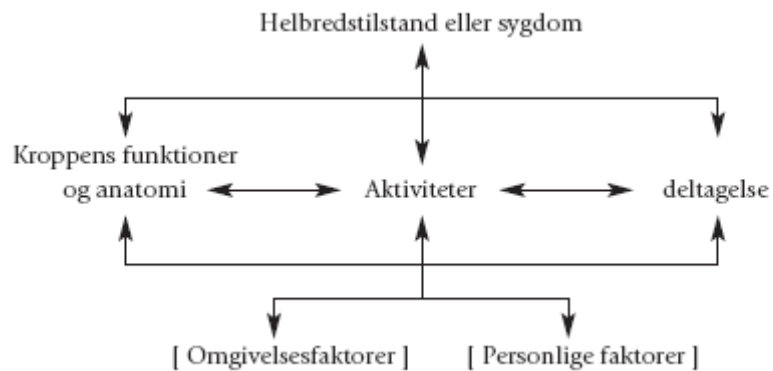 Helbredstilstand eller sygdom
Kroppens funktioner
og anatomi
Aktiviteter
deltagelse
[ Omgivelsesfaktorer ]
[ Personlige faktorer ]